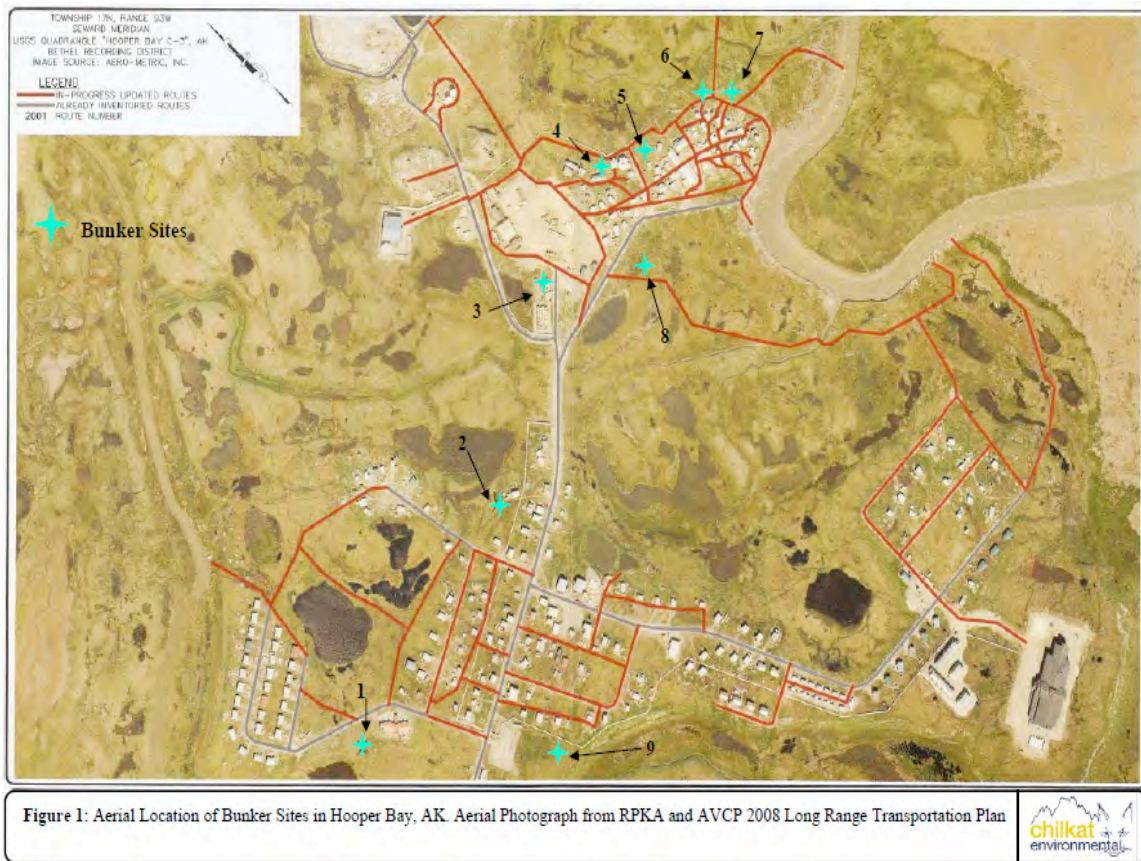 TOWNSHIP 17N, RANGE 93W
SEWARD MERIDIAN
USGS QUADRANGLE "HOOPER BAY C-3", AK
BETHEL RECORDING DISTRICT
IMAGE SOURCE: AERO-METRIC, INC.
LEGEND
IN-PROGRESS UPDATED ROUTES
ALREADY INVENTORIED ROUTES
2001 ROUTE NUMBER
Bunker Sites
6
7
5
4
3
8
2
1
9
Figure 1: Aerial Location of Bunker Sites in Hooper Bay, AK. Aerial Photograph from RPKA and AVCP 2008 Long Range Transportation Plan
chilkat
environmental